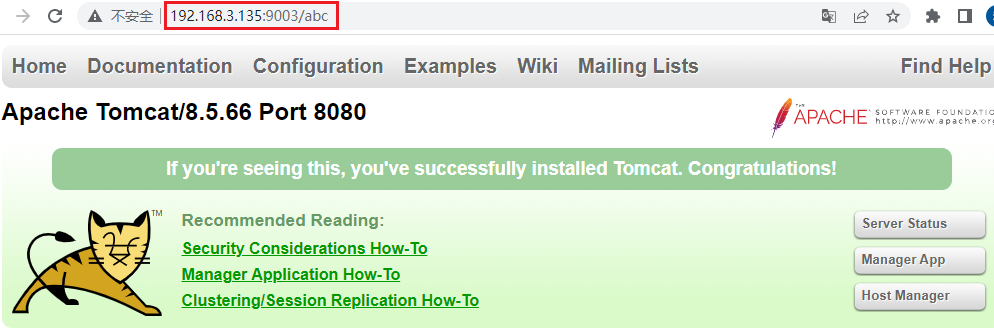 不安全 192.168.3.135:9003/abc
Home Documentation Configuration Examples Wiki Mailing Lists Find Help
Apache Tomcat/8.5.66 Port 8080
THE
APACHE SOFTWARE FOUNDATIO
http://www.apache.org
If you're seeing this, you've successfully installed Tomcat. Congratulations!
TM
Recommended Reading:
Security Considerations How-To
Manager Application How-To
Clustering/Session Replication How-To
Server Status
Manager App
Host Manager